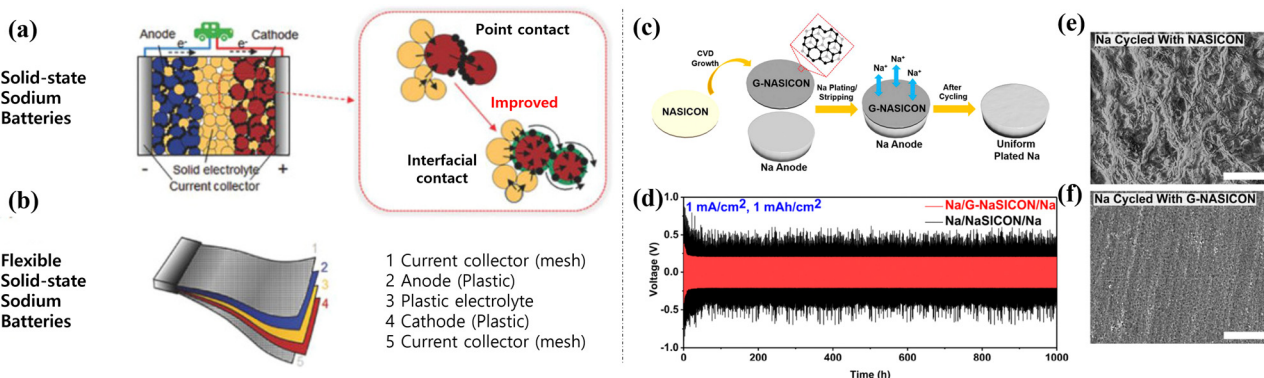 (a)
Solid-state
Sodium
Batteries
Anode
Cathode
e-
e-
-
Solid electrolyte
+
Current collector
Point contact
Improved
Interfacial
contact
(b)
Flexible
Solid-state
Sodium
Batteries
1
2
3
4
5
1 Current collector (mesh)
2 Anode (Plastic)
3 Plastic electrolyte
4 Cathode (Plastic)
5 Current collector (mesh)
(c)
CVD
Growth
NASICON
G-NASICON
Na Anode
Na Plating/
Stripping
Na⁺
Na⁺
Na⁺
G-NASICON
Na Anode
After
Cycling
Uniform
Plated Na
(d)
1 mA/cm², 1 mAh/cm²
Na/G-NaSICON/Na
Na/NaSICON/Na
Voltage (V)
1.0
0.5
0.0
-0.5
-1.0
0
200
400
600
800
1000
Time (h)
(e)
Na Cycled With NASICON
(f)
Na Cycled With G-NASICON